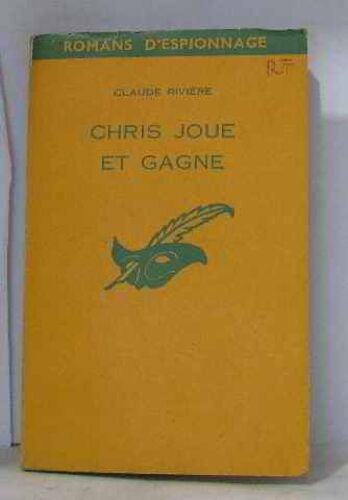 ROMANS D'ESPIONNAGE
CLAUDE RIVIÈRE
CHRIS JOUE
ET GAGNE